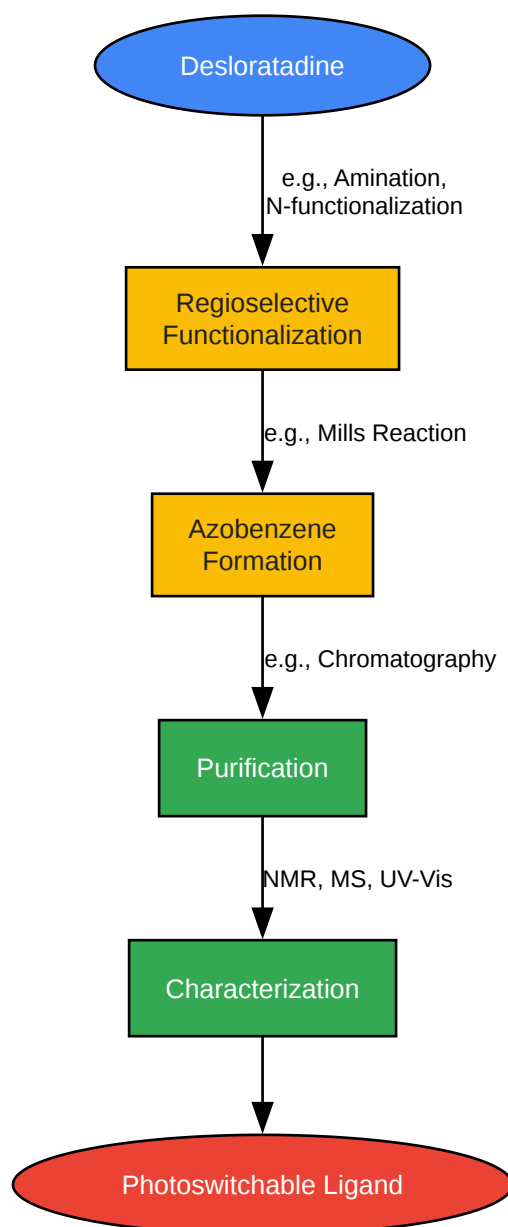 Desloratadine
e.g., Amination,
N-functionalization
Regioselective
Functionalization
e.g., Mills Reaction
Azobenzene
Formation
e.g., Chromatography
Purification
NMR, MS, UV-Vis
Characterization
Photoswitchable Ligand